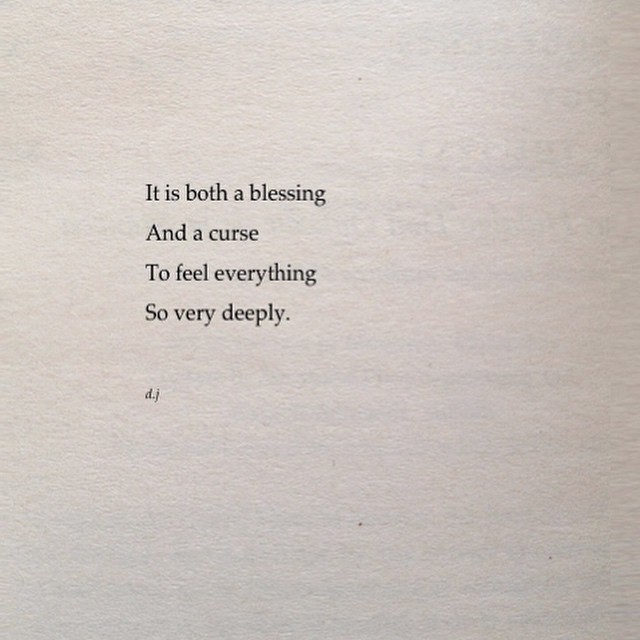 It is both a blessing
And a curse
To feel everything
So very deeply.
d.j